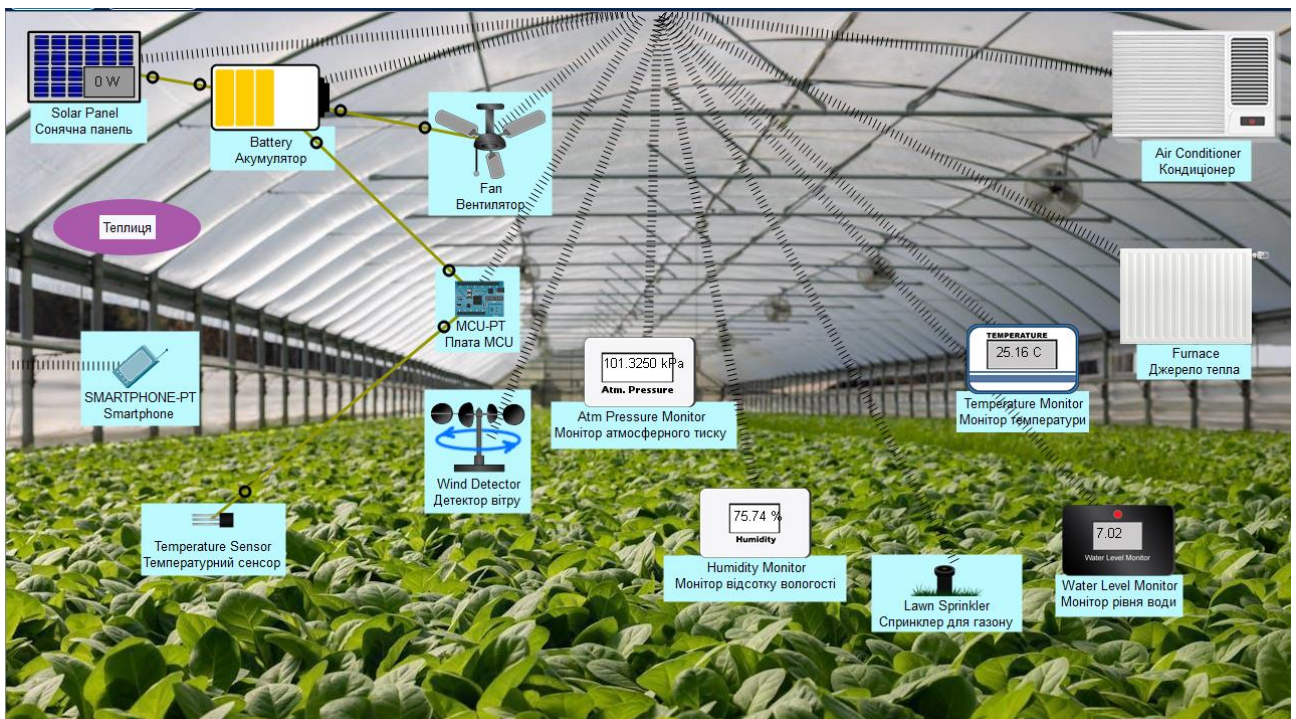 0 W
Solar Panel
Сонячна панель
Battery
Акумулятор
Fan
Вентилятор
Air Conditioner
Кондиціонер
Теплиця
MCU-PT
Плата MCU
SMARTPHONE-PT
Smartphone
101.3250 kPa
Atm. Pressure
Atm Pressure Monitor
Монітор атмосферного тиску
TEMPERATURE
25.16 C
Temperature Monitor
Монітор температури
Furnace
Джерело тепла
Wind Detector
Детектор вітру
Temperature Sensor
Температурний сенсор
75.74 %
Humidity
Humidity Monitor
Монітор відсотку вологості
Lawn Sprinkler
Спринклер для газону
7.02
Water Level Monitor
Water Level Monitor
Монітор рівня води